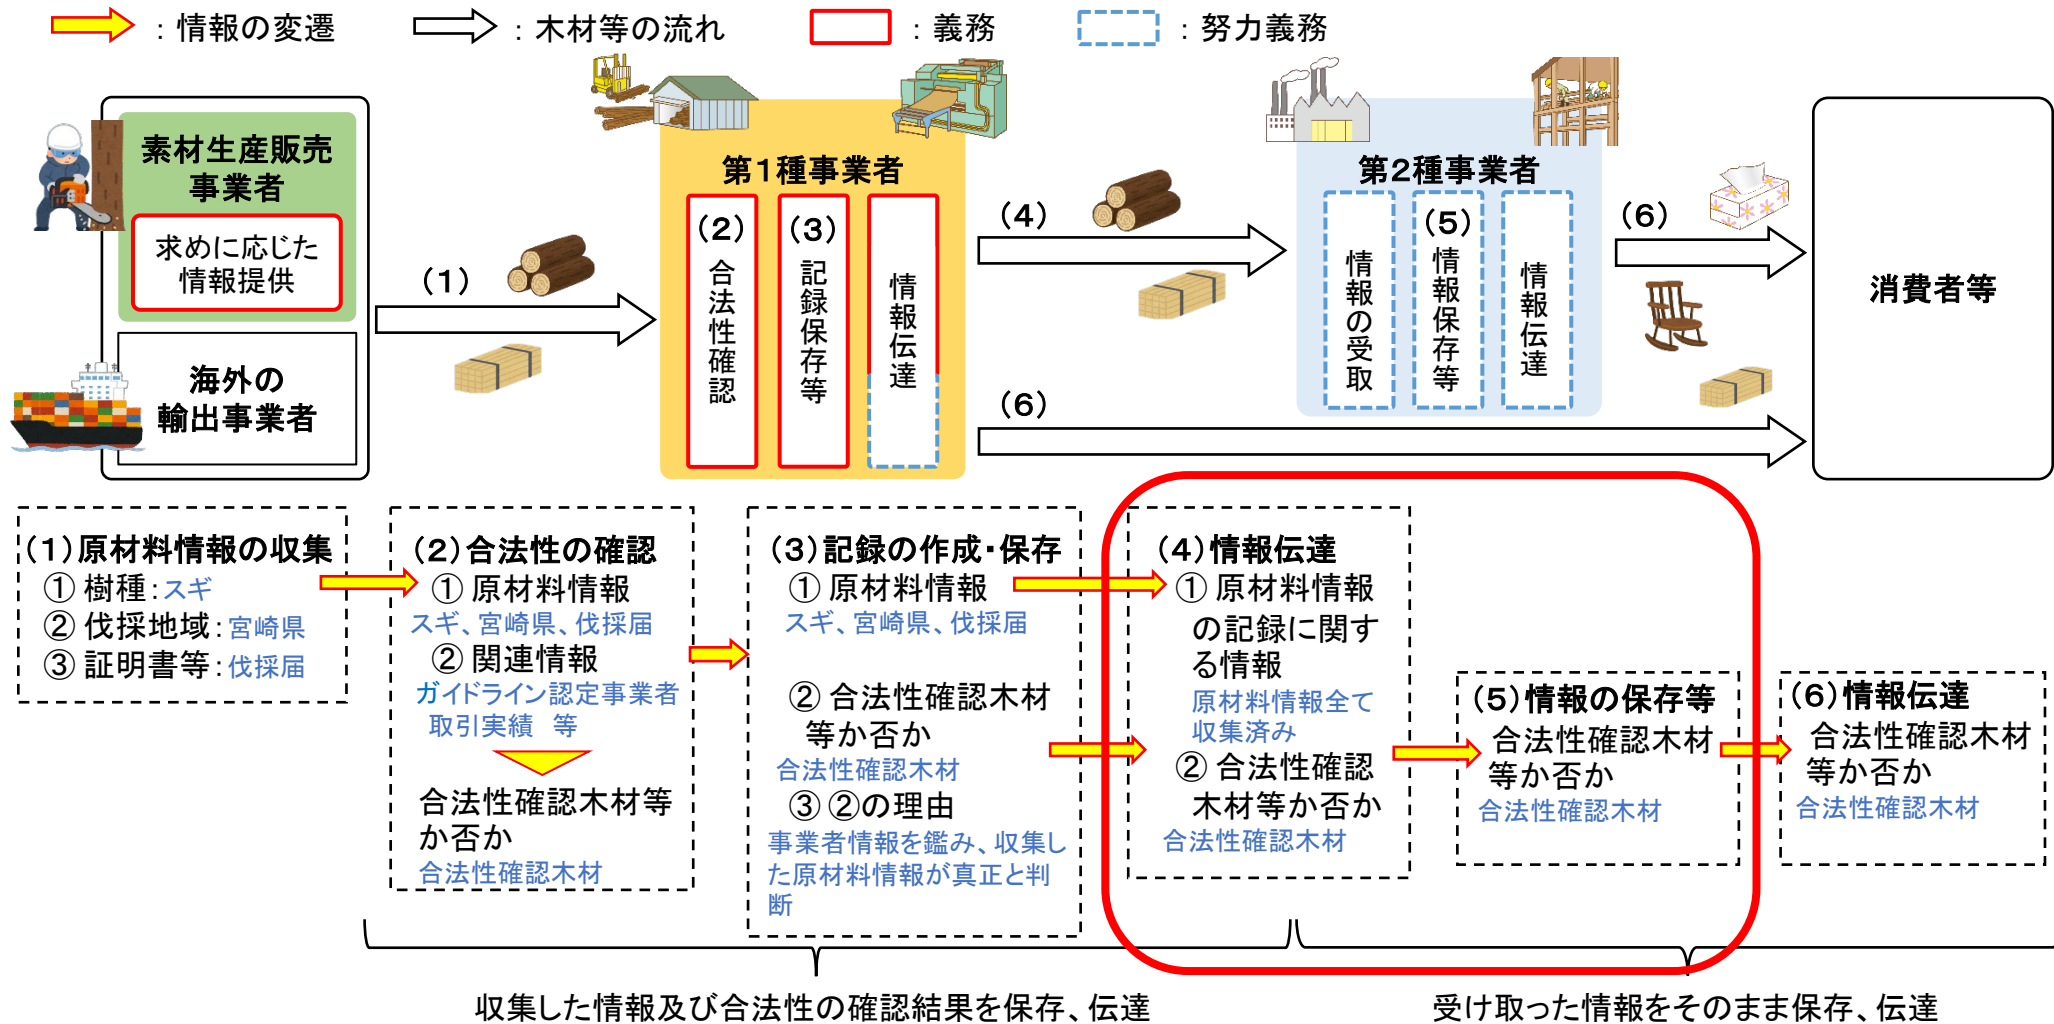 ：情報の変遷
：木材等の流れ
：義務
：努力義務
素材生産販売
事業者
求めに応じた
情報提供
海外の
輸出事業者
（１）
第１種事業者
（２）
合法性確認
（３）
記録保存等
情報伝達
（４）
（６）
第２種事業者
情報の受取
（５）
情報保存等
情報伝達
（６）
消費者等
（１）原材料情報の収集
① 樹種：スギ
② 伐採地域：宮崎県
③ 証明書等：伐採届
（２）合法性の確認
① 原材料情報
スギ、宮崎県、伐採届
② 関連情報
ガイドライン認定事業者
取引実績　等
合法性確認木材等
か否か
合法性確認木材
（３）記録の作成・保存
① 原材料情報
スギ、宮崎県、伐採届
② 合法性確認木材
等か否か
合法性確認木材
③ ②の理由
事業者情報を鑑み、収集し
た原材料情報が真正と判
断
（４）情報伝達
① 原材料情報
の記録に関す
る情報
原材料情報全て
収集済み
② 合法性確認
木材等か否か
合法性確認木材
（５）情報の保存等
合法性確認木材
等か否か
合法性確認木材
（６）情報伝達
合法性確認木材
等か否か
合法性確認木材
収集した情報及び合法性の確認結果を保存、伝達
受け取った情報をそのまま保存、伝達